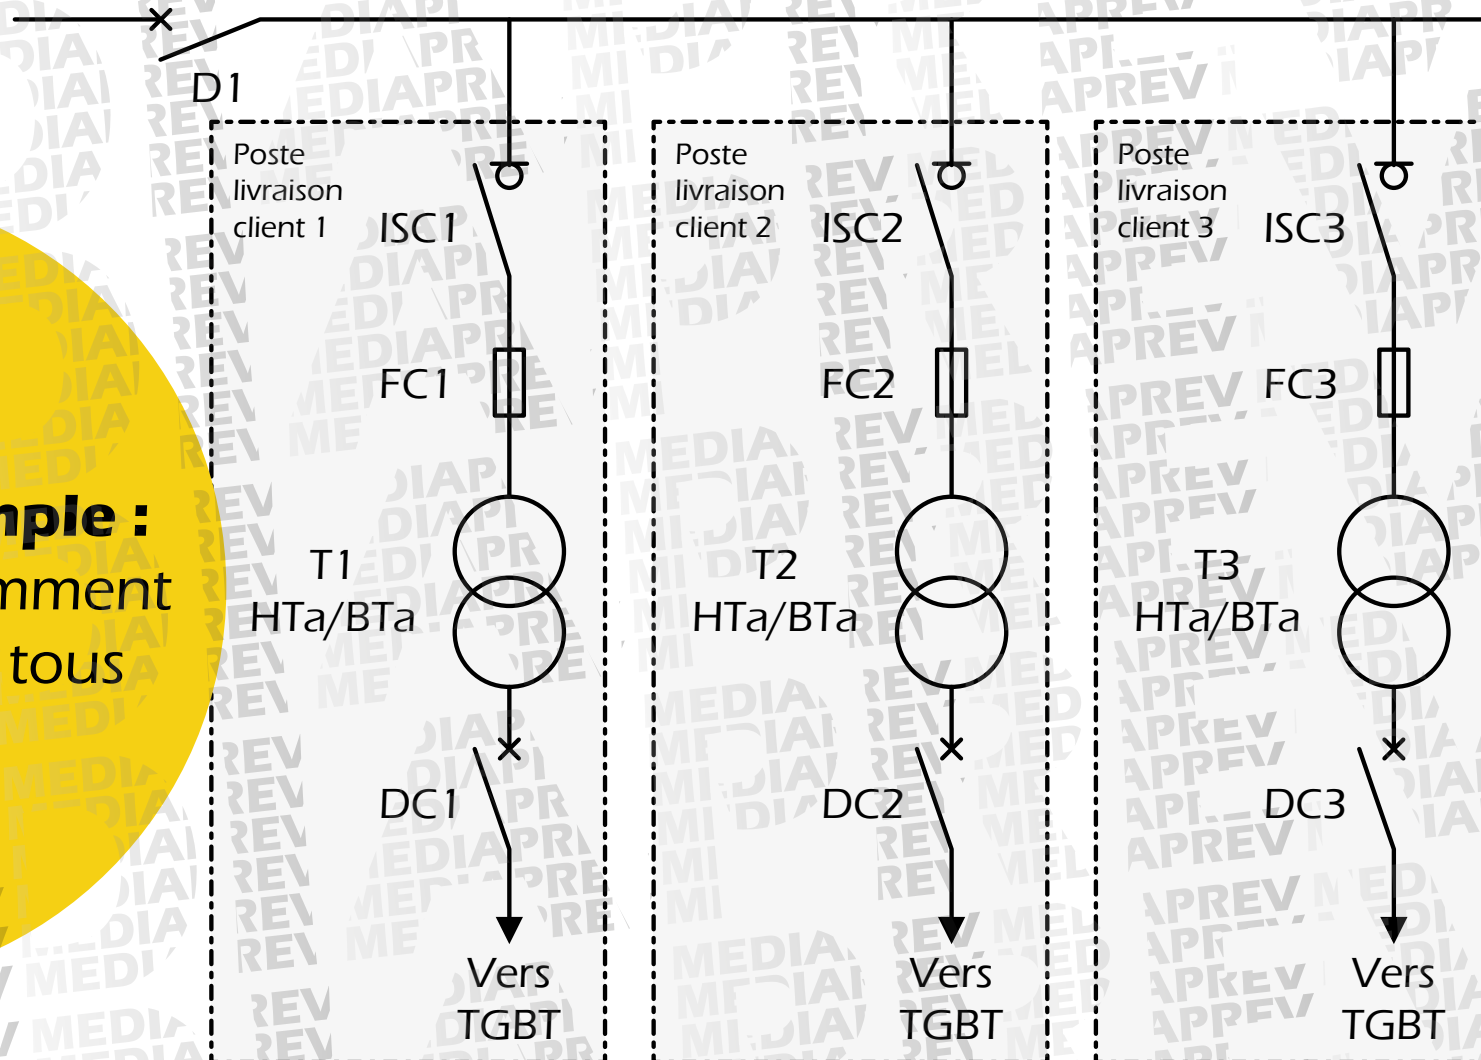 D1
Poste
livraison
client 1
ISC1
FC1
T1
HTa/BTa
DC1
Vers
TGBT
Poste
livraison
client 2
ISC2
FC2
T2
HTa/BTa
DC2
Vers
TGBT
Poste
livraison
client 3
ISC3
FC3
T3
HTa/BTa
DC3
Vers
TGBT
mple :
mment
tous